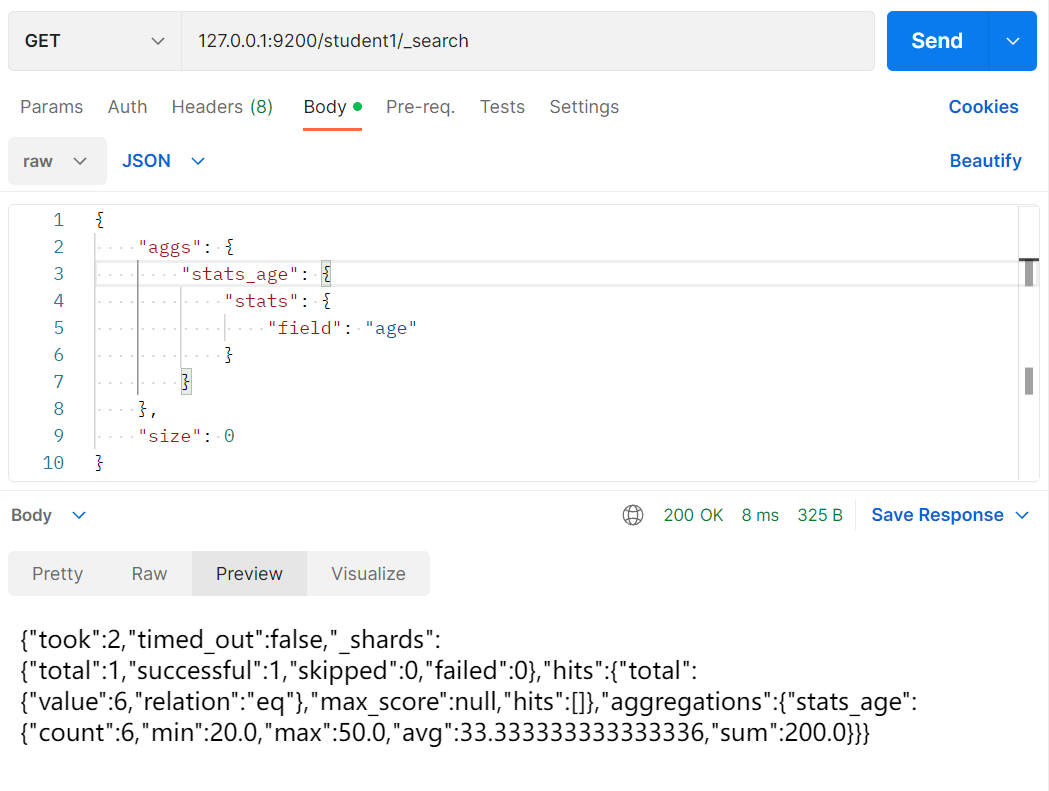 GET 127.0.0.1:9200/student1/_search Send
Params Auth Headers (8) Body Pre-req. Tests Settings Cookies
raw JSON Beautify
1 {
2 "aggs": {
3 "stats_age": {
4 "stats": {
5 "field": "age"
6 }
7 }
8 },
9 "size": 0
10 }
Body 200 OK 8 ms 325 B Save Response
Pretty Raw Preview Visualize
{"took":2,"timed_out":false,"_shards":
{"total":1,"successful":1,"skipped":0,"failed":0},"hits":{"total":
{"value":6,"relation":"eq"},"max_score":null,"hits":[]},"aggregations":{"stats_age":
{"count":6,"min":20.0,"max":50.0,"avg":33.333333333333336,"sum":200.0}}}